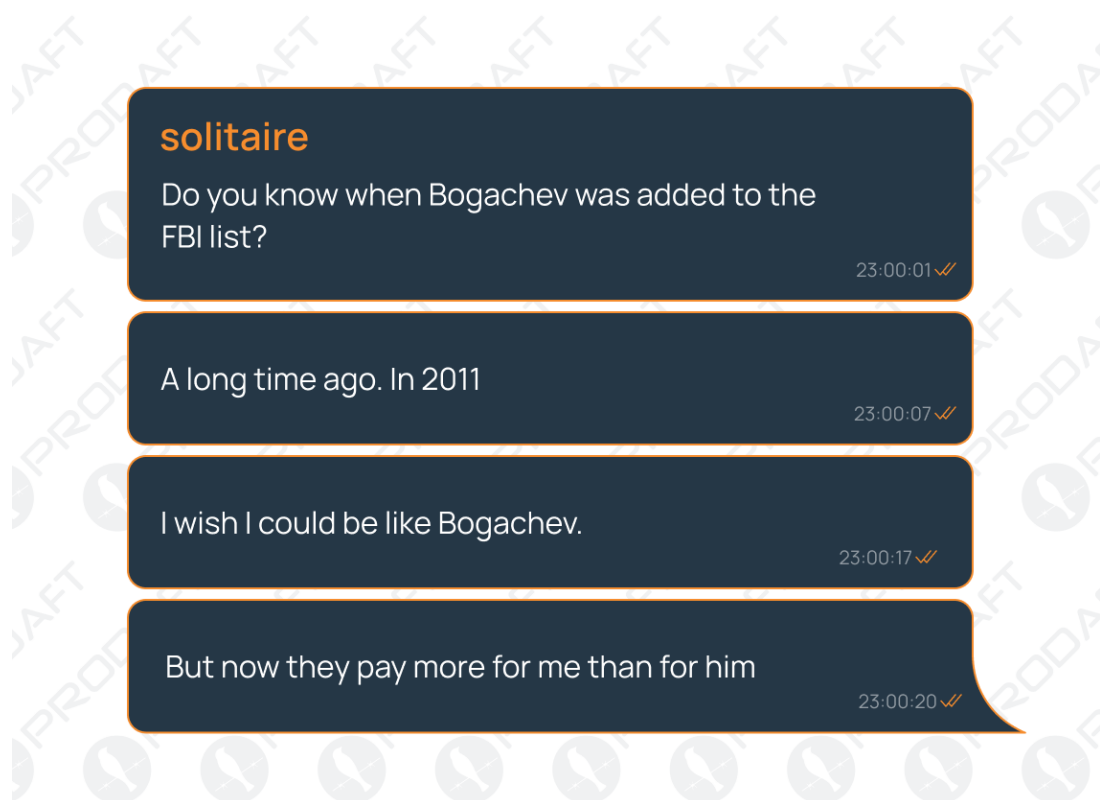 solitaire
Do you know when Bogachev was added to the
FBI list?
23:00:01
A long time ago. In 2011
23:00:07
I wish I could be like Bogachev.
23:00:17
But now they pay more for me than for him
23:00:20
PRODAFT